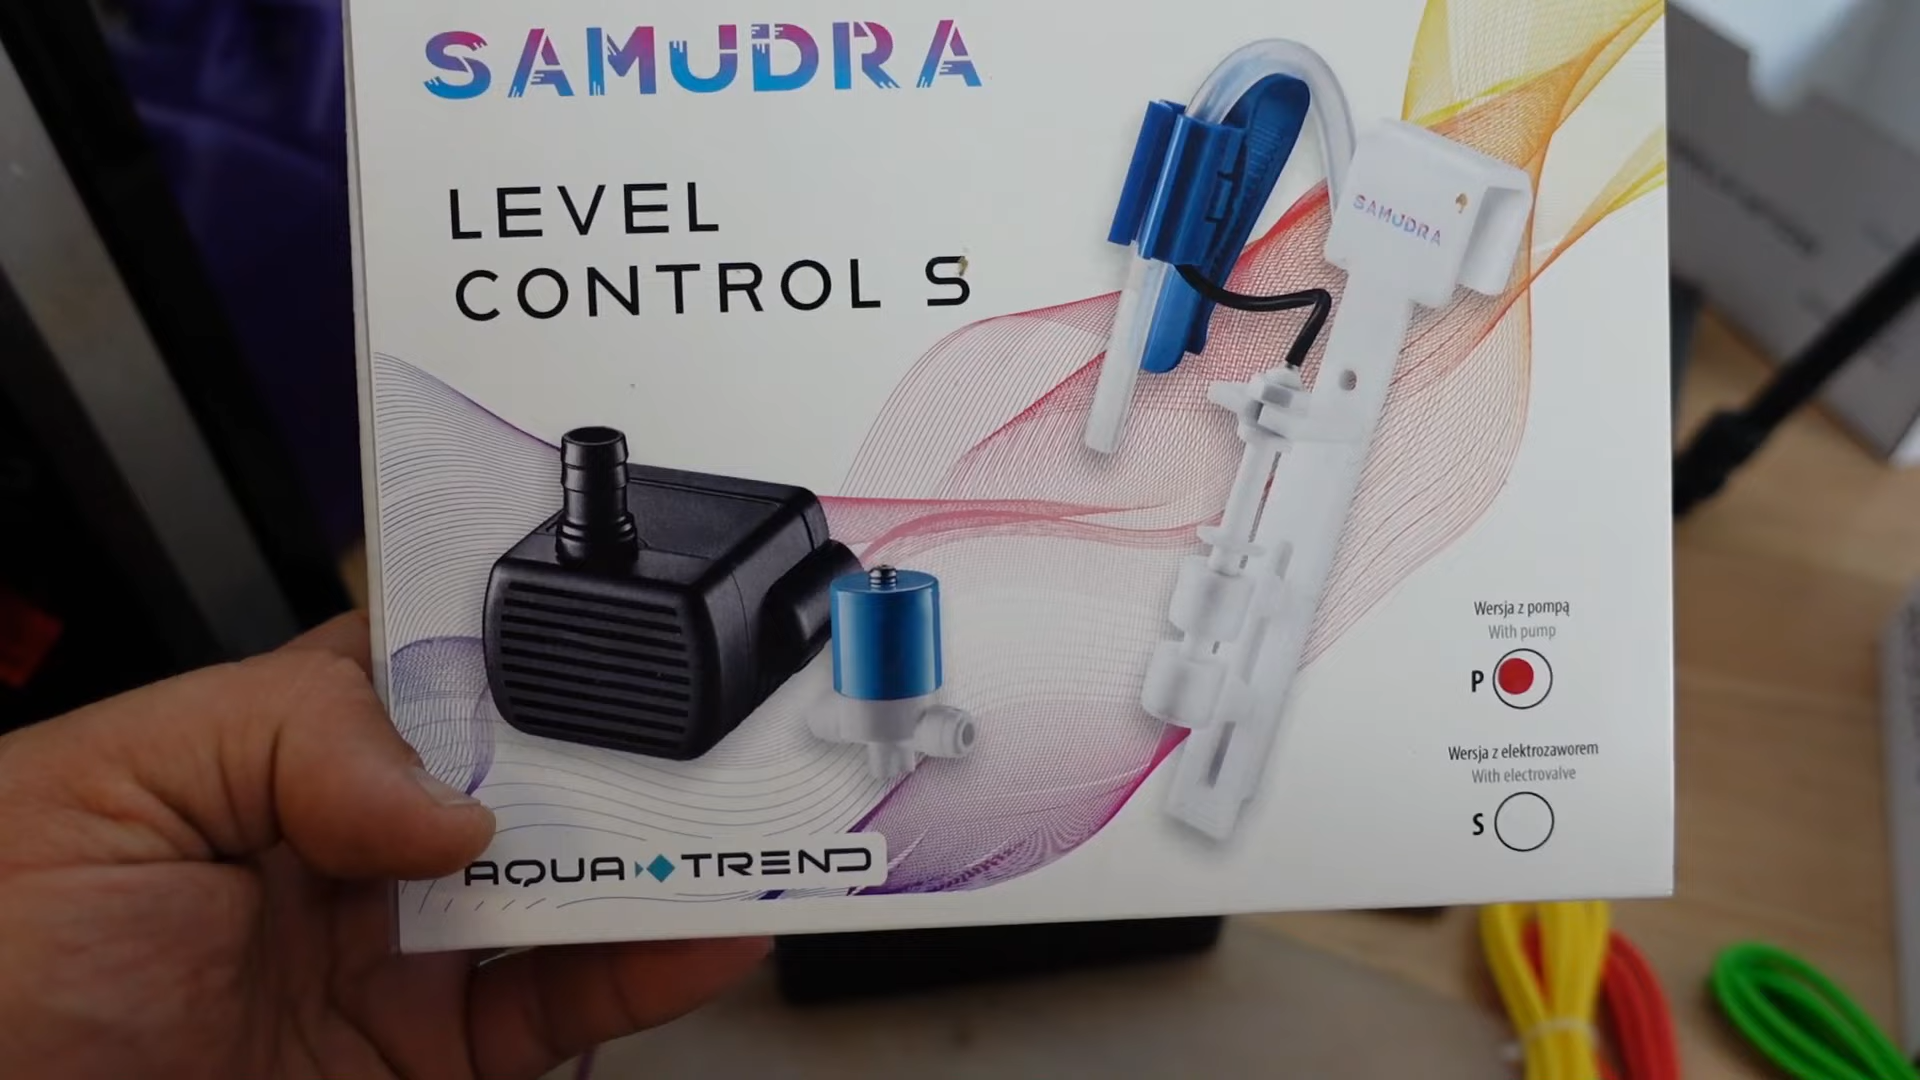 SAMUDRA
LEVEL
CONTROL S
SAMUDRA
Wersja z pompą
With pump
P
Wersja z elektrozaworem
With electrovalve
S
AQUA TREND